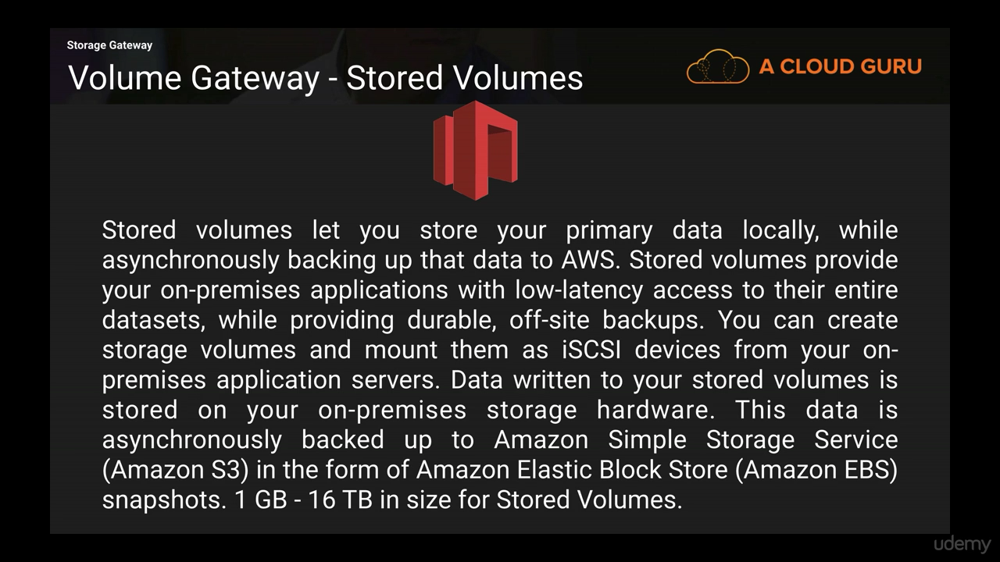 Storage Gateway
Volume Gateway - Stored Volumes
A CLOUD GURU
Stored volumes let you store your primary data locally, while
asynchronously backing up that data to AWS. Stored volumes provide
your on-premises applications with low-latency access to their entire
datasets, while providing durable, off-site backups. You can create
storage volumes and mount them as iSCSI devices from your on-
premises application servers. Data written to your stored volumes is
stored on your on-premises storage hardware. This data is
asynchronously backed up to Amazon Simple Storage Service
(Amazon S3) in the form of Amazon Elastic Block Store (Amazon EBS)
snapshots. 1 GB - 16 TB in size for Stored Volumes.
udemy